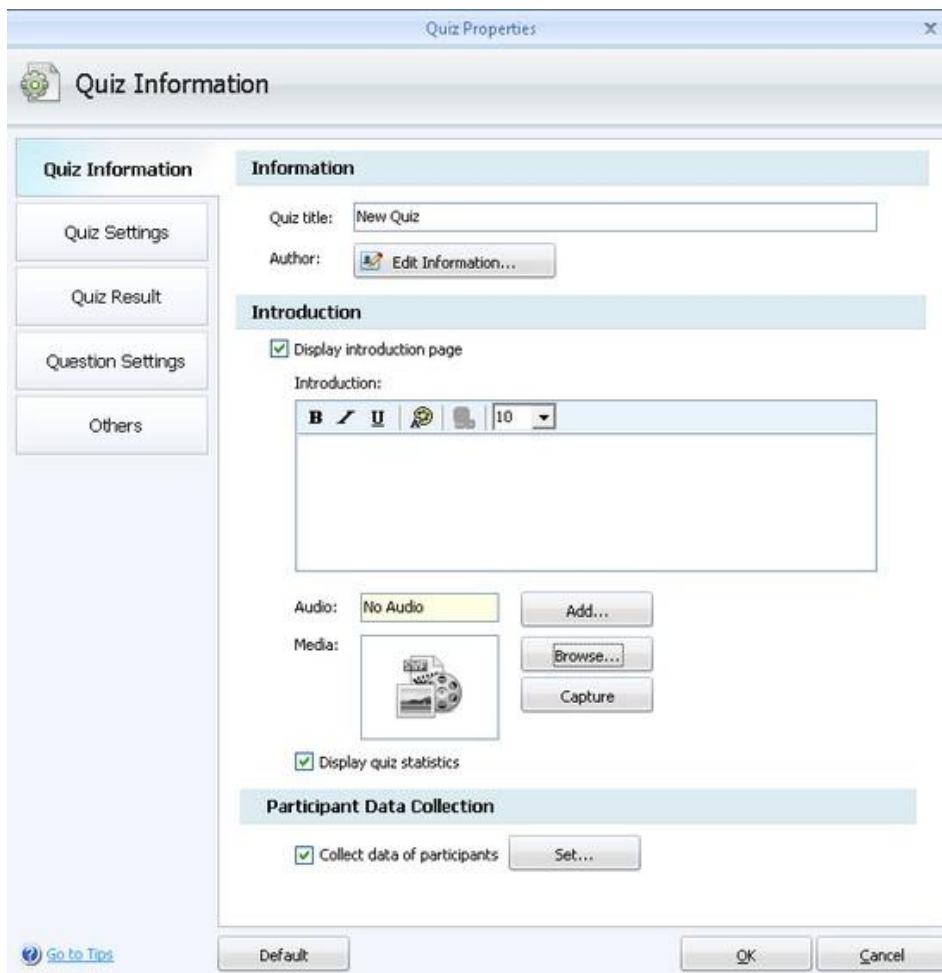 Quiz Properties
Quiz Information
Quiz Information
Quiz Settings
Quiz Result
Question Settings
Others
Information
Quiz title: New Quiz
Author: Edit Information...
Introduction
Display introduction page
Introduction:
B I U 10
Audio: No Audio Add...
Media: Browse...
Capture
Display quiz statistics
Participant Data Collection
Collect data of participants Set...
Go to Tips Default OK Cancel